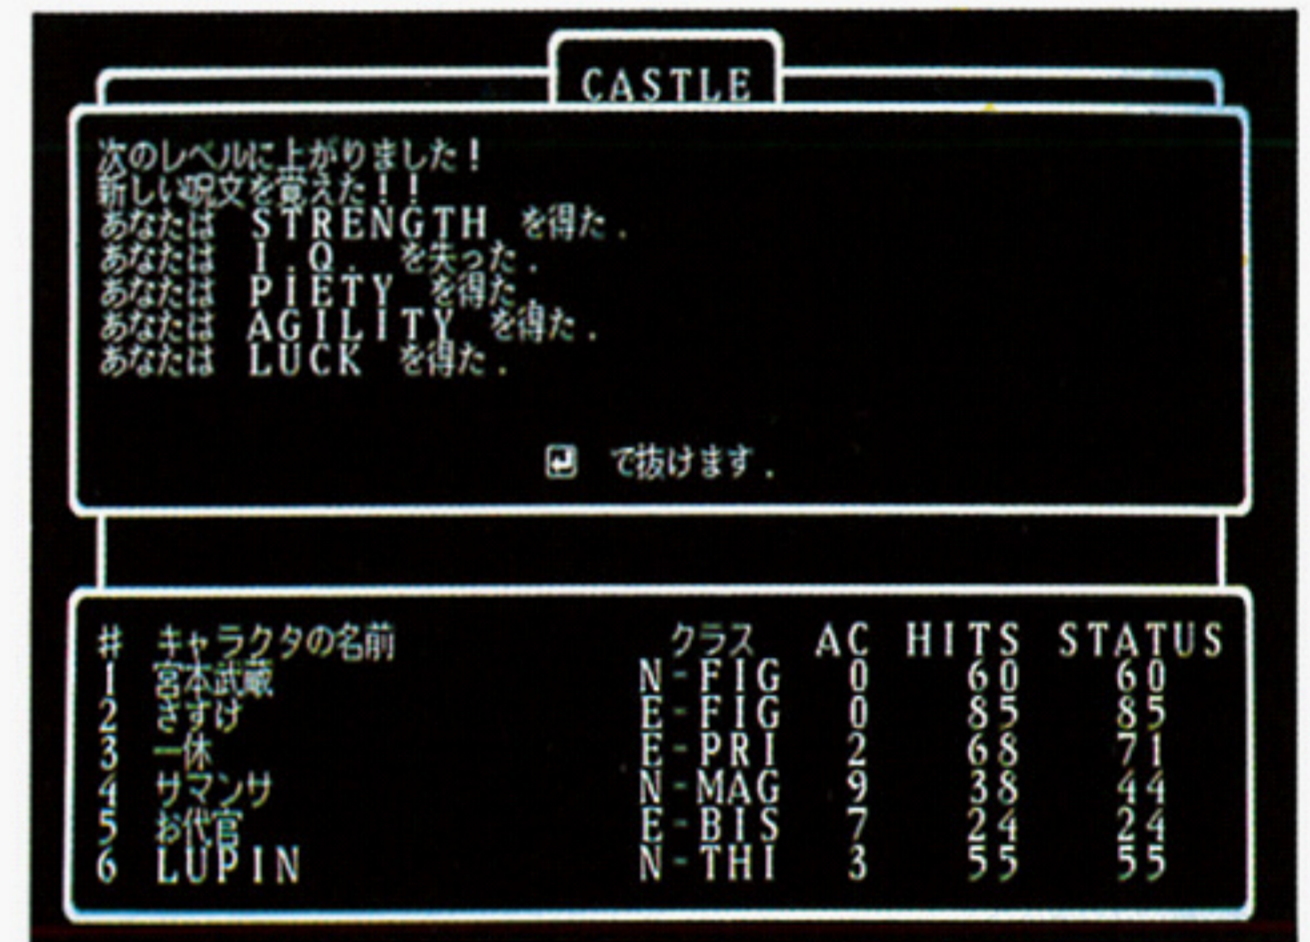 CASTLE
次のレベルに上がりました!
新しい呪文を覚えた!!
あなたは STRENGTH を得た.
あなたは I.Q. を失った.
あなたは PIETY を得た.
あなたは AGILITY を得た.
あなたは LUCK を得た.
で抜けます.
# キャラクタの名前 クラス AC HITS STATUS
1 宮本武蔵 N-FIG 0 60 60
2 さすけ E-FIG 0 85 85
3 一休 E-PRI 2 68 71
4 サマンサ N-MAG 9 38 44
5 お代官 E-BIS 7 24 24
6 LUPIN N-THI 3 55 55